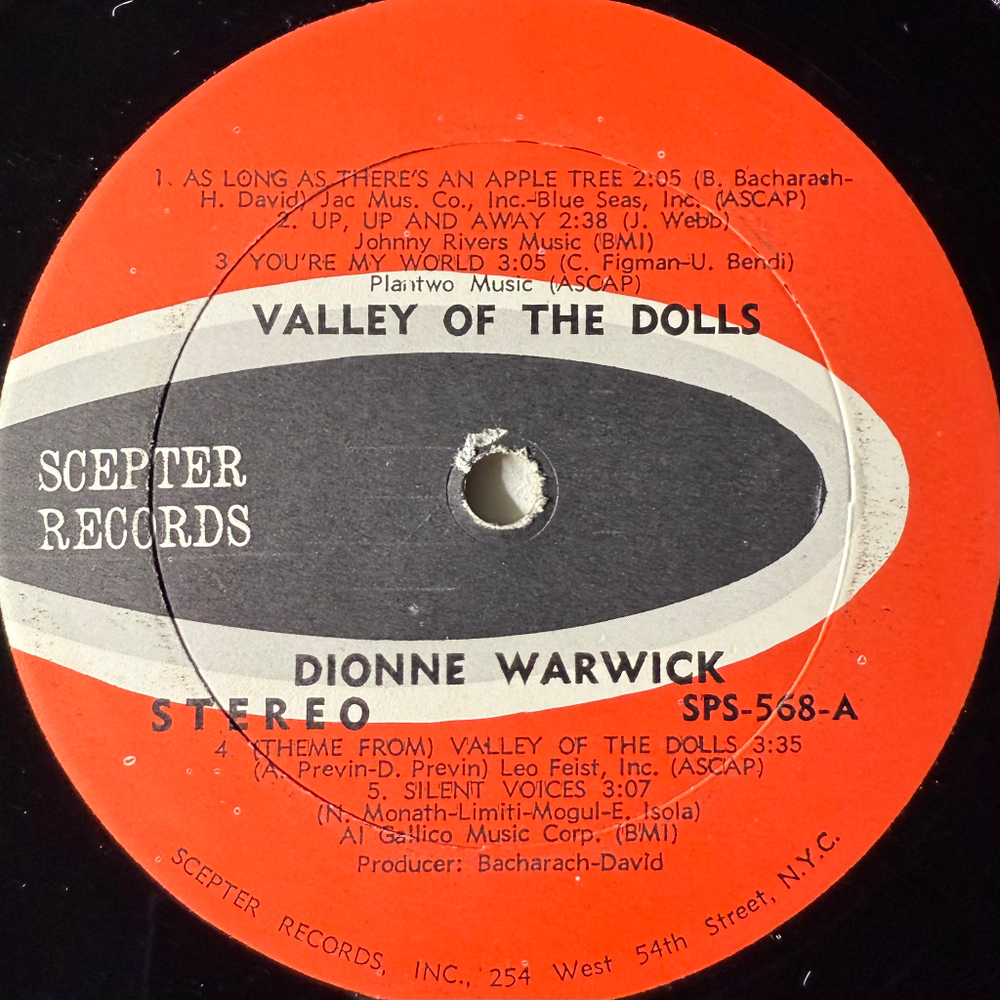 1. AS LONG AS THERE'S AN APPLE TREE 2:05 (B. Bacharach-
H. David) Jac Mus. Co., Inc.-Blue Seas, Inc. (ASCAP)
2. UP, UP AND AWAY 2:38 (J. Webb)
Johnny Rivers Music (BMI)
3. YOU'RE MY WORLD 3:05 (C. Figman-U. Bendi)
Plantwo Music (ASCAP)
VALLEY OF THE DOLLS
SCEPTER
RECORDS
DIONNE WARWICK
STEREO SPS-568-A
4. (THEME FROM) VALLEY OF THE DOLLS 3:35
(A. Previn-D. Previn) Leo Feist, Inc. (ASCAP)
5. SILENT VOICES 3:07
(N. Monath-Limiti-Mogul-E. Isola)
Al Gallico Music Corp. (BMI)
Producer: Bacharach-David
SCEPTER RECORDS, INC., 254 West 54th Street, N.Y.C.